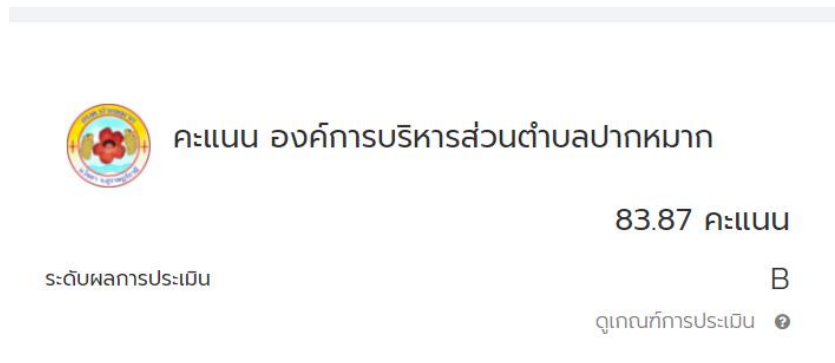 คะแนน องค์การบริหารส่วนตำบลปากหมาก
83.87 คะแนน
ระดับผลการประเมิน B
ดูเกณฑ์การประเมิน